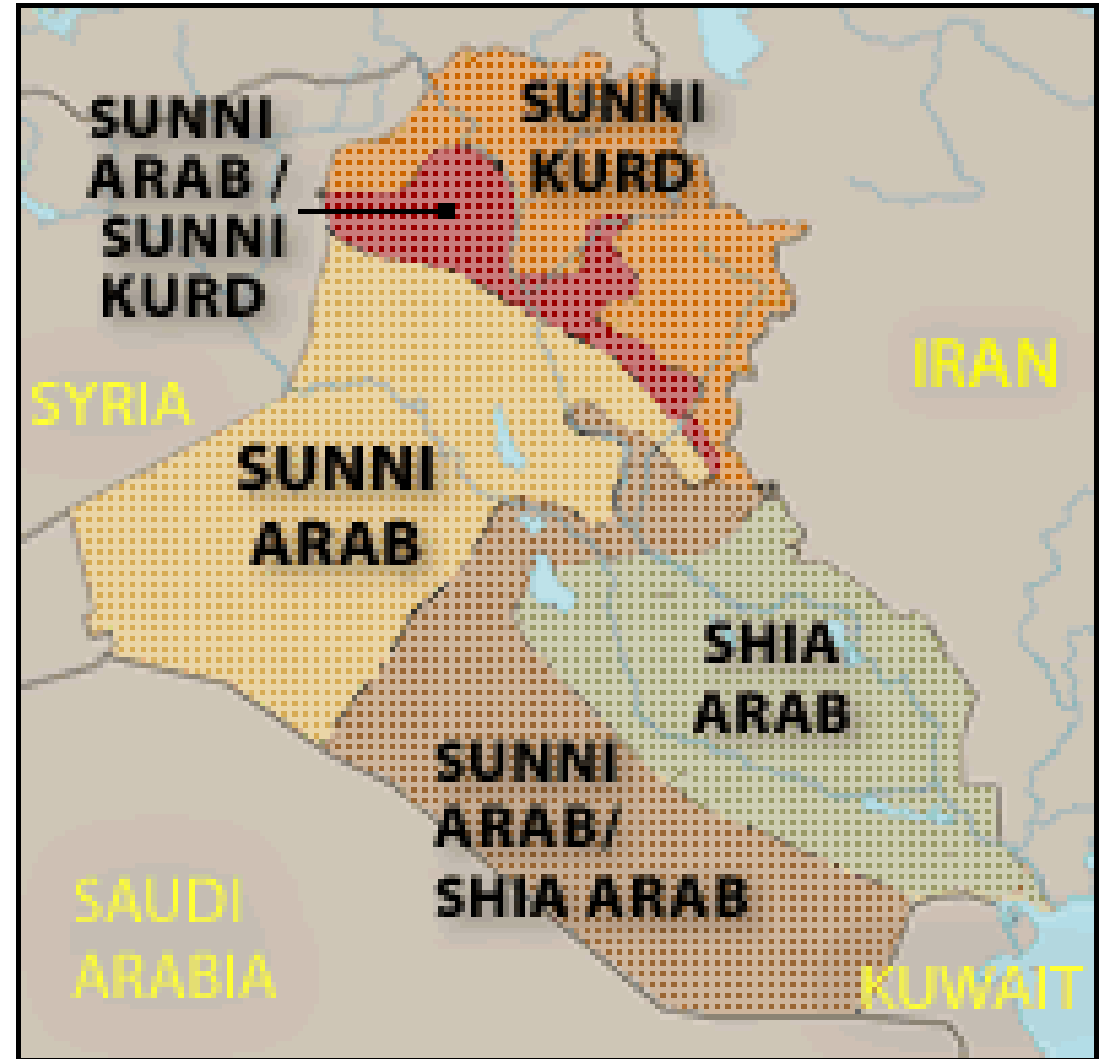 SUNNI
ARAB /
SUNNI
KURD
SUNNI
KURD
IRAN
SYRIA
SUNNI
ARAB
SHIA
ARAB
SUNNI
ARAB/
SHIA ARAB
SAUDI
ARABIA
KUWAIT